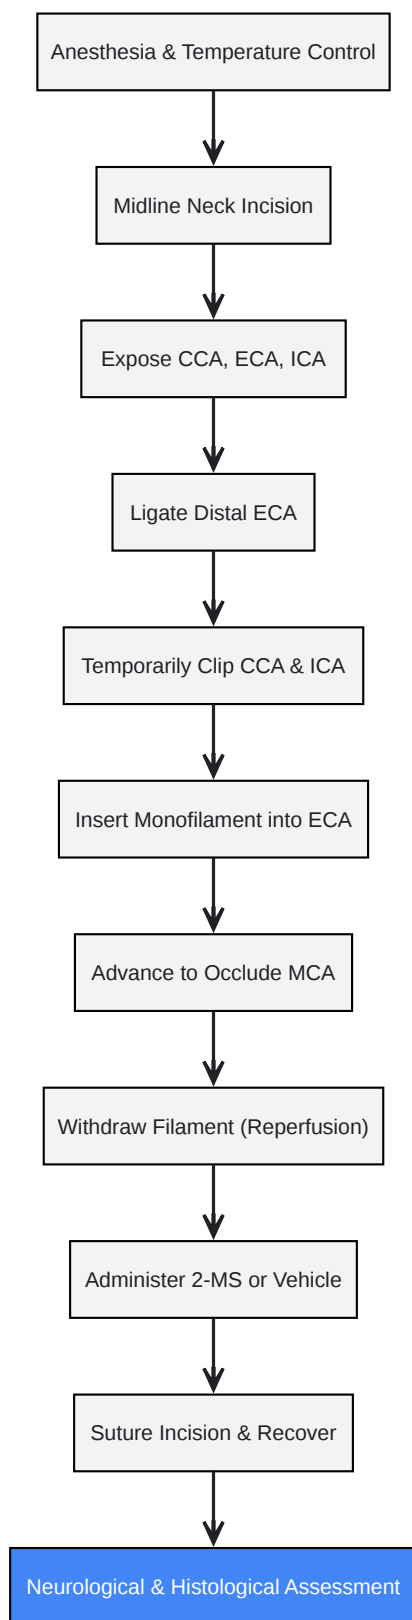 Anesthesia & Temperature Control
Midline Neck Incision
Expose CCA, ECA, ICA
Ligate Distal ECA
Temporarily Clip CCA & ICA
Insert Monofilament into ECA
Advance to Occlude MCA
Withdraw Filament (Reperfusion)
Administer 2-MS or Vehicle
Suture Incision & Recover
Neurological & Histological Assessment